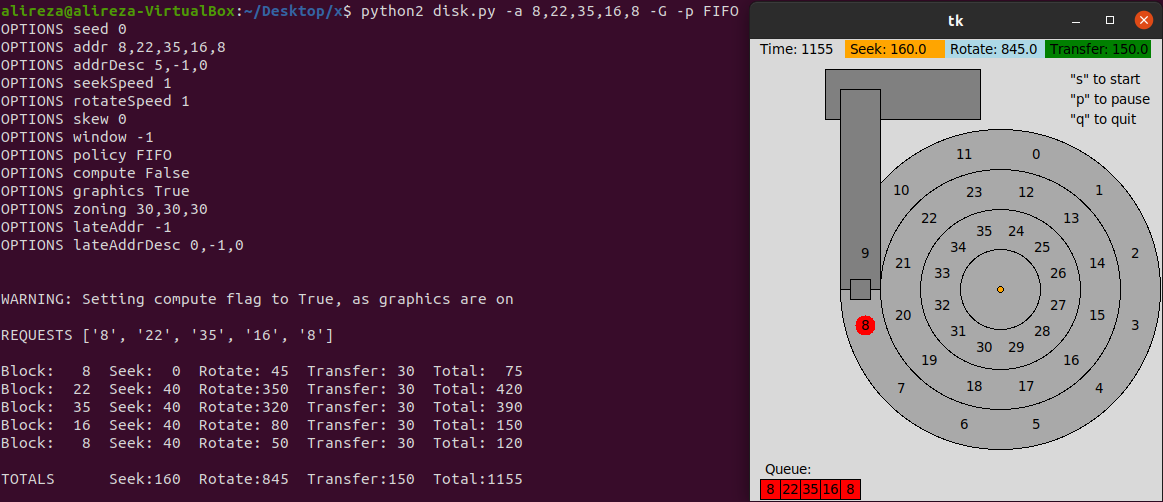 alireza@alireza-VirtualBox:~/Desktop/x$ python2 disk.py -a 8,22,35,16,8 -G -p FIFO
OPTIONS seed 0
OPTIONS addr 8,22,35,16,8
OPTIONS addrDesc 5,-1,0
OPTIONS seekSpeed 1
OPTIONS rotateSpeed 1
OPTIONS skew 0
OPTIONS window -1
OPTIONS policy FIFO
OPTIONS compute False
OPTIONS graphics True
OPTIONS zoning 30,30,30
OPTIONS lateAddr -1
OPTIONS lateAddrDesc 0,-1,0
WARNING: Setting compute flag to True, as graphics are on
REQUESTS ['8', '22', '35', '16', '8']
Block:   8  Seek:  0  Rotate: 45  Transfer: 30  Total:  75
Block:  22  Seek: 40  Rotate:350  Transfer: 30  Total: 420
Block:  35  Seek: 40  Rotate:320  Transfer: 30  Total: 390
Block:  16  Seek: 40  Rotate: 80  Transfer: 30  Total: 150
Block:   8  Seek: 40  Rotate: 50  Transfer: 30  Total: 120
TOTALS      Seek:160  Rotate:845  Transfer:150  Total:1155
tk
Time: 1155 Seek: 160.0 Rotate: 845.0 Transfer: 150.0
"s" to start
"p" to pause
"q" to quit
11 0
10 1
23 12
22 13
35 24
34 25
9 2
21 14
33 26
32 27
20 15
8 3
31 28
30 29
19 16
7 4
18 17
6 5
Queue:
8 22 35 16 8